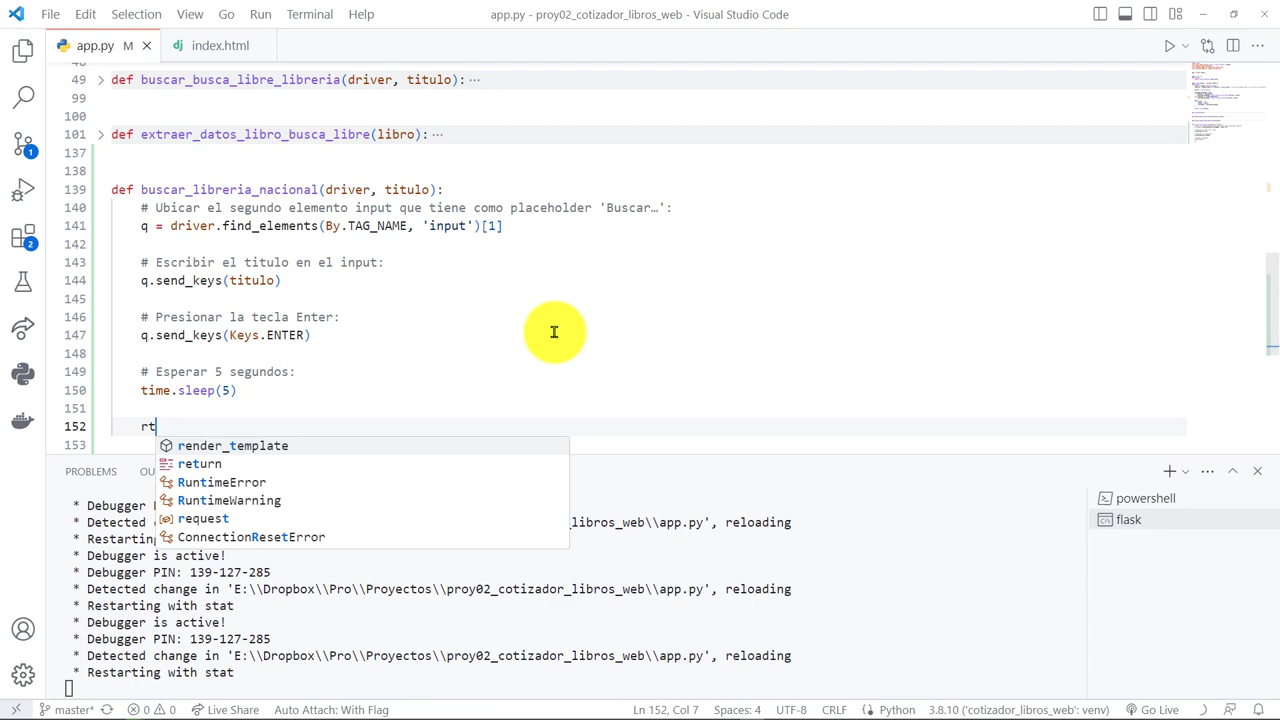 File Edit Selection View Go Run Terminal Help
app.py - proy02_cotizador_libros_web - Visual Studio Code
app.py M
index.html
49 def buscar_busca_libre_libreria(driver, titulo): ···
99
100
101 def extraer_datos_libro_busca_libre(libro): ···
137
138
139 def buscar_libreria_nacional(driver, titulo):
140 # Ubicar el segundo elemento input que tiene como placeholder 'Buscar…':
141 q = driver.find_elements(By.TAG_NAME, 'input')[1]
142
143 # Escribir el titulo en el input:
144 q.send_keys(titulo)
145
146 # Presionar la tecla Enter:
147 q.send_keys(Keys.ENTER)
148
149 # Esperar 5 segundos:
150 time.sleep(5)
151
152 rt
153
render_template
return
RuntimeError
RuntimeWarning
request
ConnectionResetError
PROBLEMS OU
powershell
flask
* Debugger
* Detected libros_web\\app.py', reloading
* Restartin
* Debugger is active!
* Debugger PIN: 139-127-285
* Detected change in 'E:\\Dropbox\\Pro\\Proyectos\\proy02_cotizador_libros_web\\app.py', reloading
* Restarting with stat
* Debugger is active!
* Debugger PIN: 139-127-285
* Detected change in 'E:\\Dropbox\\Pro\\Proyectos\\proy02_cotizador_libros_web\\app.py', reloading
* Restarting with stat
1
2
master* 0 0 Live Share Auto Attach: With Flag Ln 152, Col 7 Spaces: 4 UTF-8 CRLF Python 3.8.10 ('cotizador_libros_web': venv) Go Live